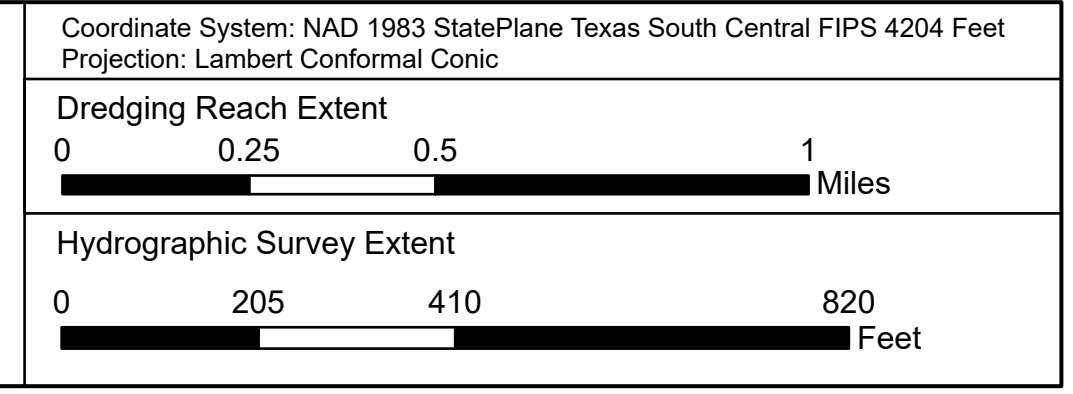 Coordinate System: NAD 1983 StatePlane Texas South Central FIPS 4204 Feet
Projection: Lambert Conformal Conic
Dredging Reach Extent
0 0.25 0.5 1
Miles
Hydrographic Survey Extent
0 205 410 820
Feet